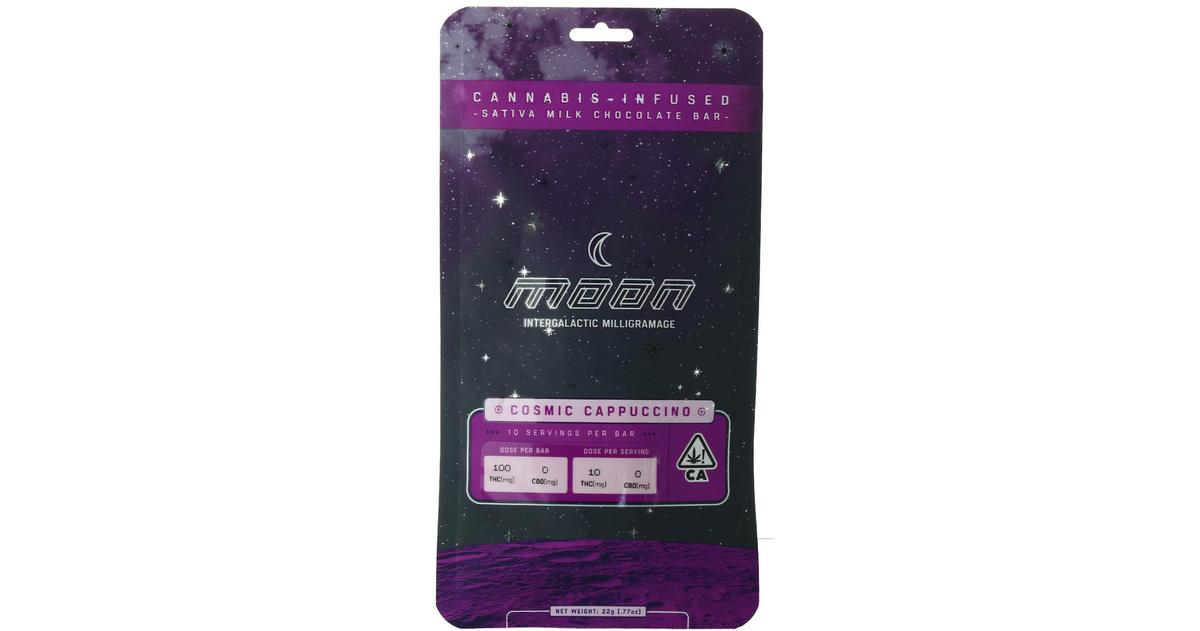 CANNABIS-INFUSED
-SATIVA MILK CHOCOLATE BAR-
MOON
INTERGALACTIC MILLIGRAMAGE
COSMIC CAPPUCCINO
10 SERVINGS PER BAR
DOSE PER BAR DOSE PER SERVING
100 0 10 0
THC(mg) CBD(mg) THC(mg) CBD(mg)
CA
NET WEIGHT: 22g (.77oz)